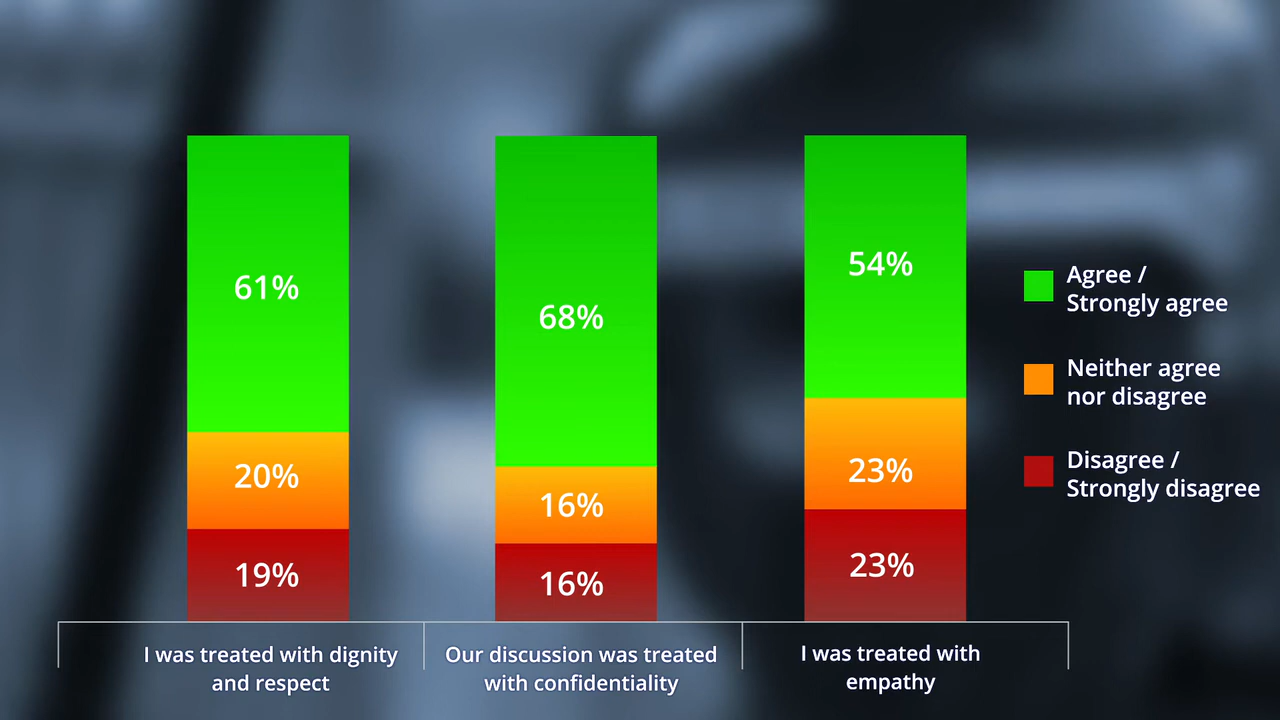 61%
20%
19%
68%
16%
16%
54%
23%
23%
Agree /
Strongly agree
Neither agree
nor disagree
Disagree /
Strongly disagree
I was treated with dignity
and respect
Our discussion was treated
with confidentiality
I was treated with
empathy